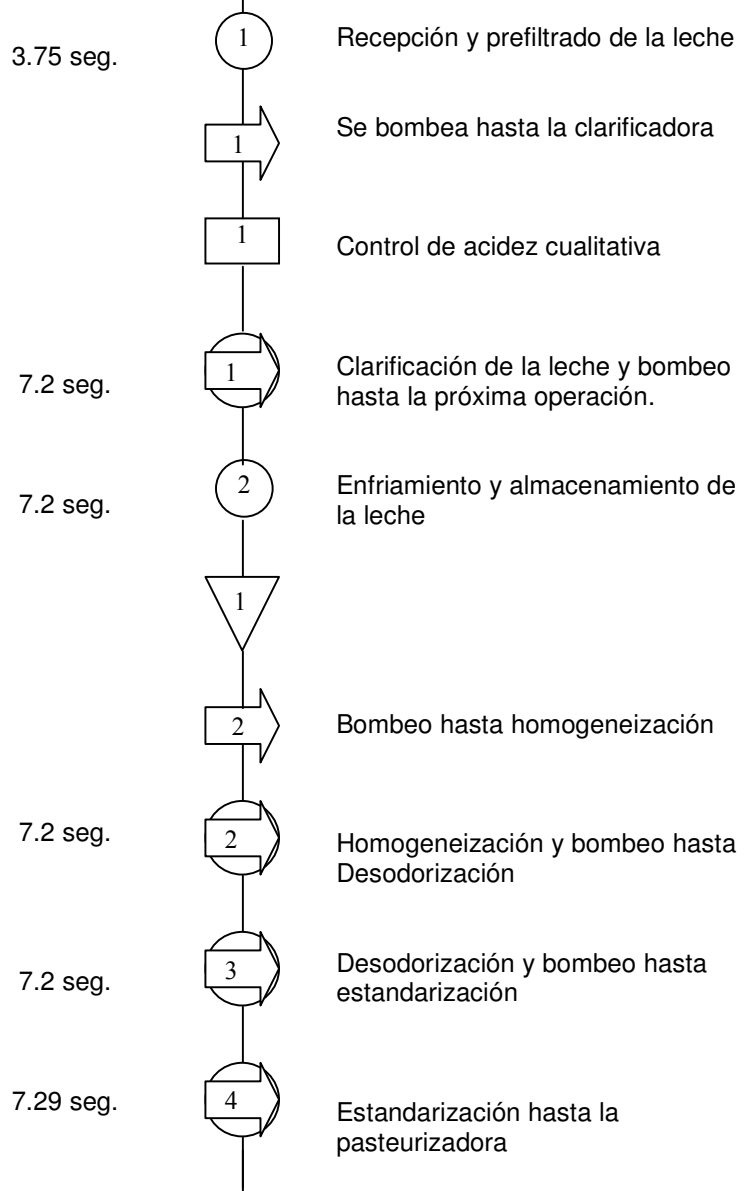 1
Recepción y prefiltrado de la leche
3.75 seg.
1
Se bombea hasta la clarificadora
1
Control de acidez cualitativa
1
Clarificación de la leche y bombeo
hasta la próxima operación.
7.2 seg.
2
Enfriamiento y almacenamiento de
la leche
7.2 seg.
1
2
Bombeo hasta homogeneización
7.2 seg.
2
Homogeneización y bombeo hasta
Desodorización
3
Desodorización y bombeo hasta
estandarización
7.2 seg.
7.29 seg.
4
Estandarización hasta la
pasteurizadora